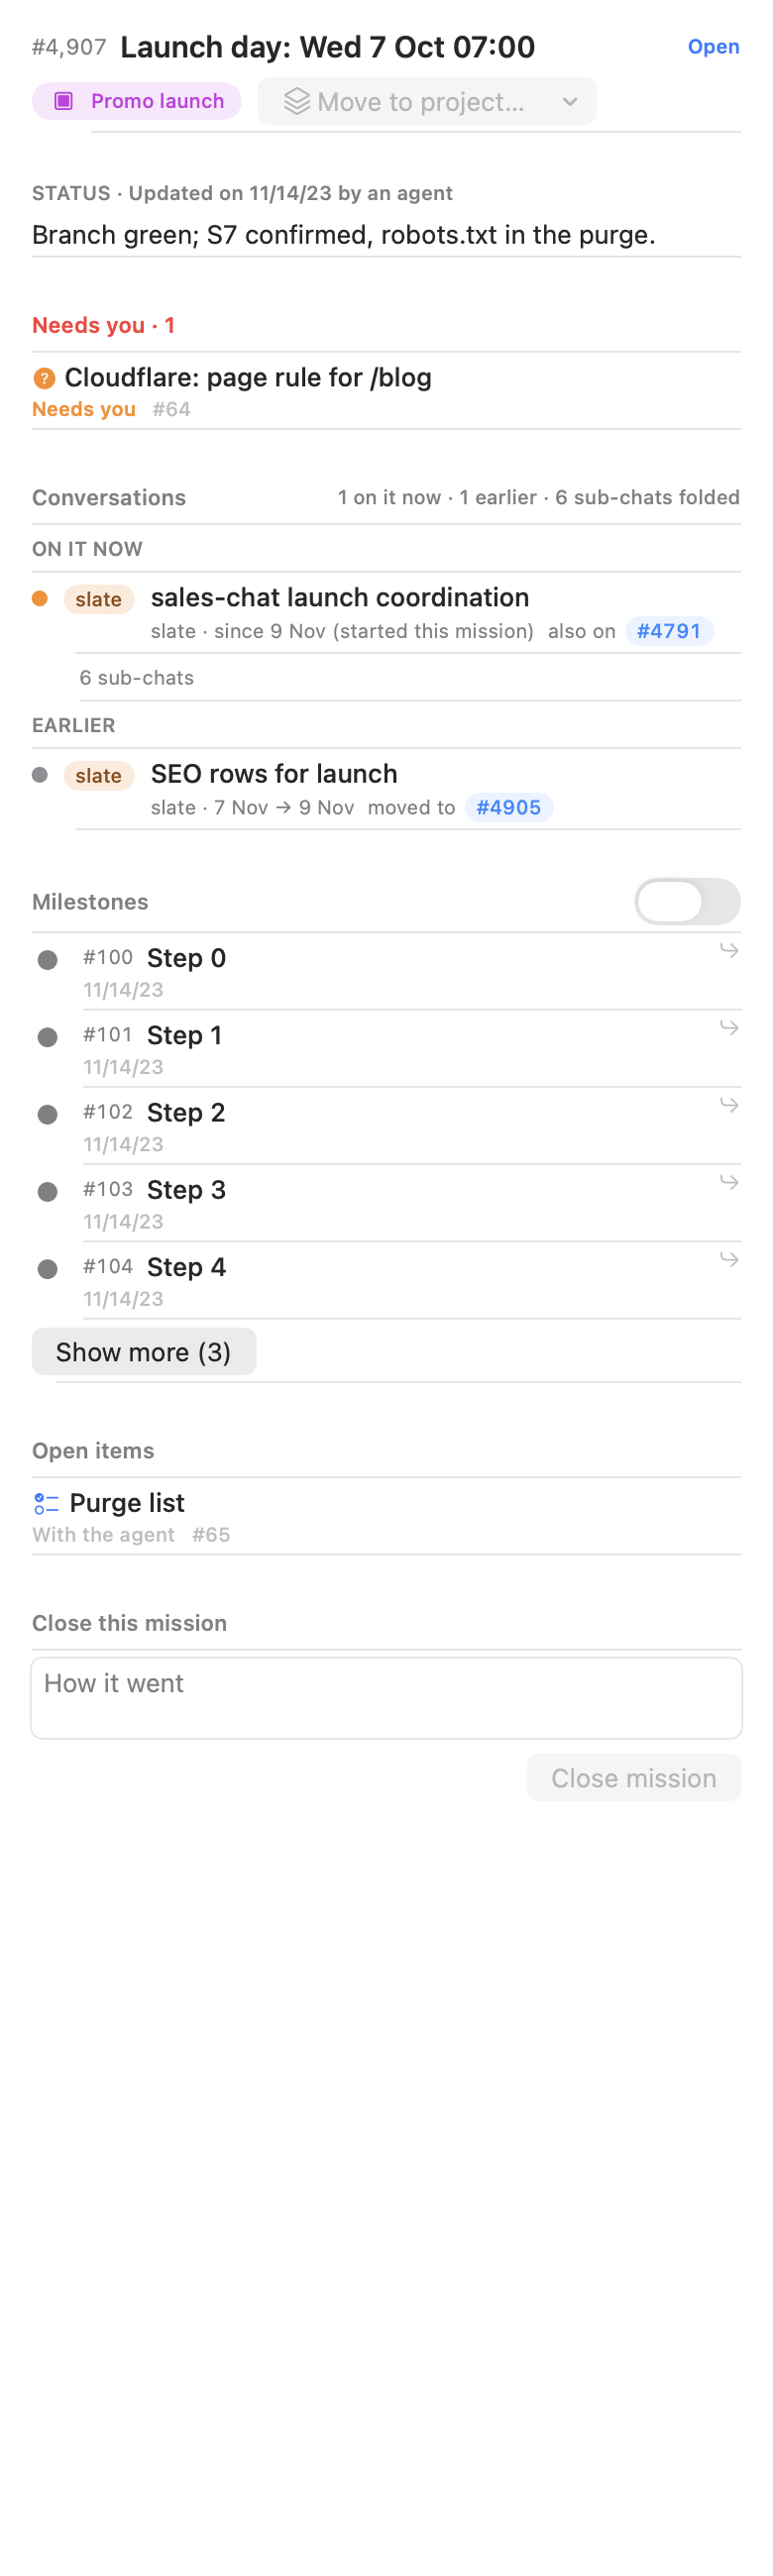 #4,907 Launch day: Wed 7 Oct 07:00 Open
Promo launch Move to project...
STATUS · Updated on 11/14/23 by an agent
Branch green; S7 confirmed, robots.txt in the purge.
Needs you · 1
? Cloudflare: page rule for /blog
Needs you #64
Conversations 1 on it now · 1 earlier · 6 sub-chats folded
ON IT NOW
slate sales-chat launch coordination
slate · since 9 Nov (started this mission) also on #4791
6 sub-chats
EARLIER
slate SEO rows for launch
slate · 7 Nov → 9 Nov moved to #4905
Milestones
#100 Step 0
11/14/23
#101 Step 1
11/14/23
#102 Step 2
11/14/23
#103 Step 3
11/14/23
#104 Step 4
11/14/23
Show more (3)
Open items
Purge list
With the agent #65
Close this mission
How it went
Close mission